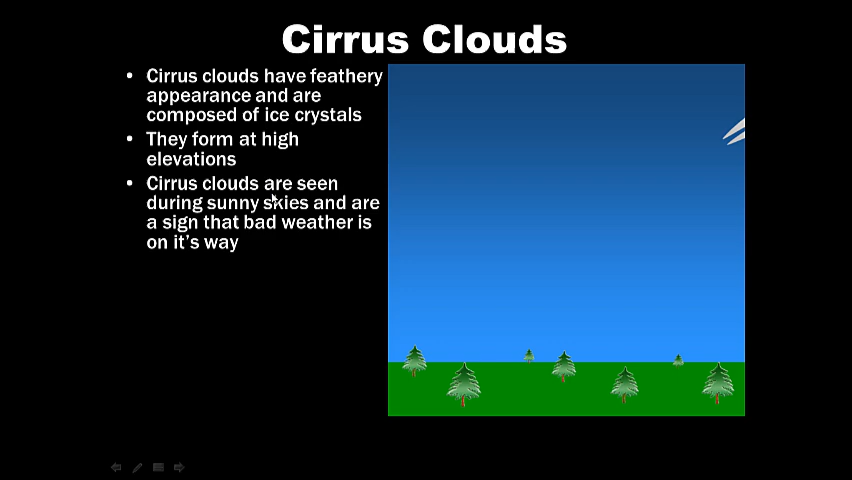 Cirrus Clouds
• Cirrus clouds have feathery
appearance and are
composed of ice crystals
• They form at high
elevations
• Cirrus clouds are seen
during sunny skies and are
a sign that bad weather is
on it's way